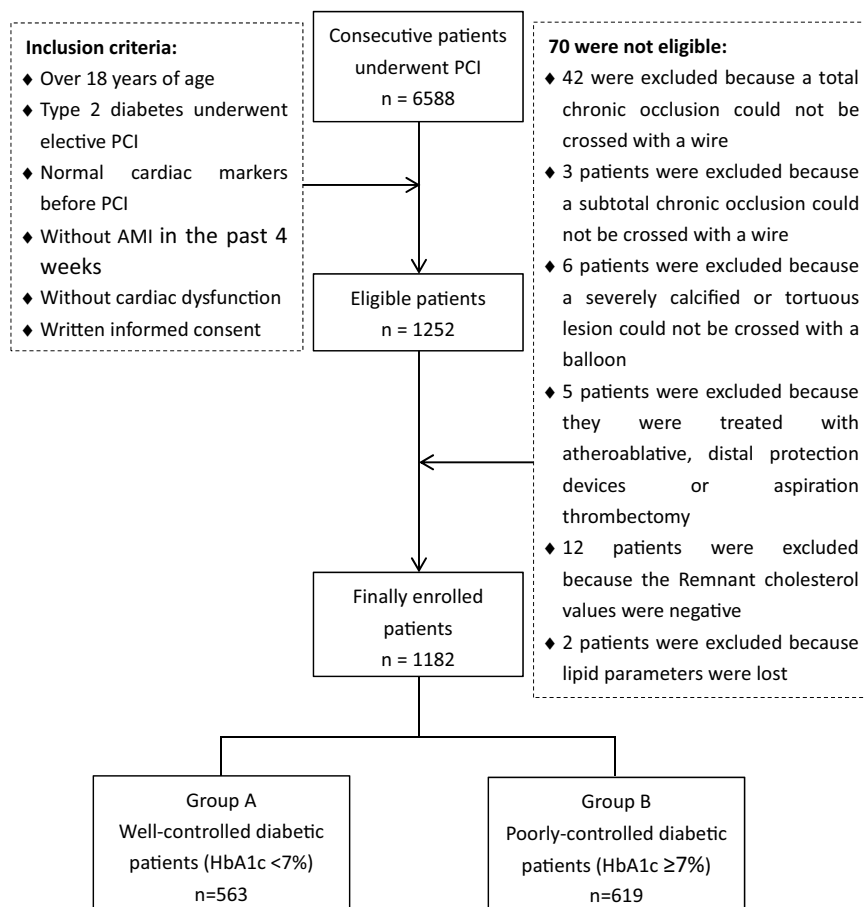 Inclusion criteria:
♦ Over 18 years of age
♦ Type 2 diabetes underwent
elective PCI
♦ Normal cardiac markers
before PCI
♦ Without AMI in the past 4
weeks
♦ Without cardiac dysfunction
♦ Written informed consent
Consecutive patients
underwent PCI
n = 6588
70 were not eligible:
♦ 42 were excluded because a total
chronic occlusion could not be
crossed with a wire
♦ 3 patients were excluded because
a subtotal chronic occlusion could
not be crossed with a wire
♦ 6 patients were excluded because
a severely calcified or tortuous
lesion could not be crossed with a
balloon
♦ 5 patients were excluded because
they were treated with
atheroablative, distal protection
devices or aspiration
thrombectomy
♦ 12 patients were excluded
because the Remnant cholesterol
values were negative
♦ 2 patients were excluded because
lipid parameters were lost
Eligible patients
n = 1252
Finally enrolled
patients
n = 1182
Group A
Well-controlled diabetic
patients (HbA1c <7%)
n=563
Group B
Poorly-controlled diabetic
patients (HbA1c ≥7%)
n=619